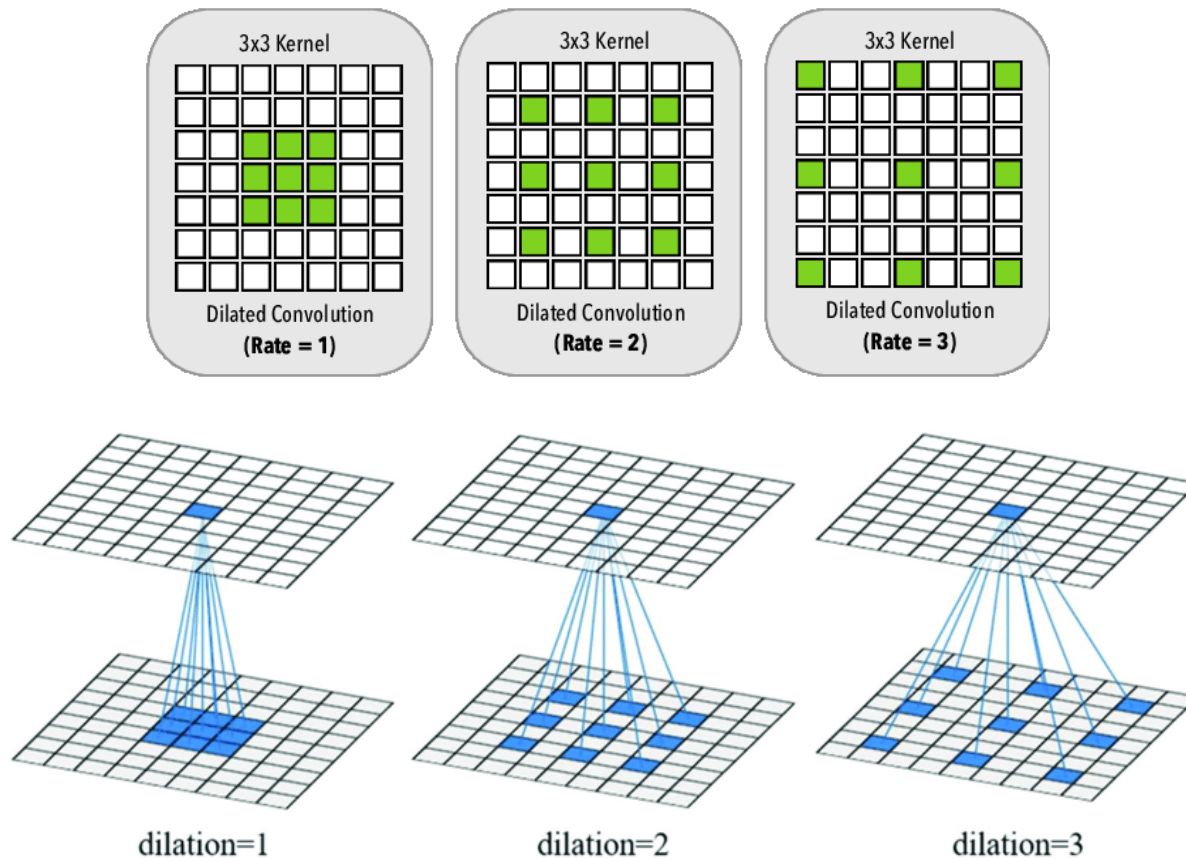 3x3 Kernel
Dilated Convolution
(Rate = 1)
3x3 Kernel
Dilated Convolution
(Rate = 2)
3x3 Kernel
Dilated Convolution
(Rate = 3)
dilation=1
dilation=2
dilation=3